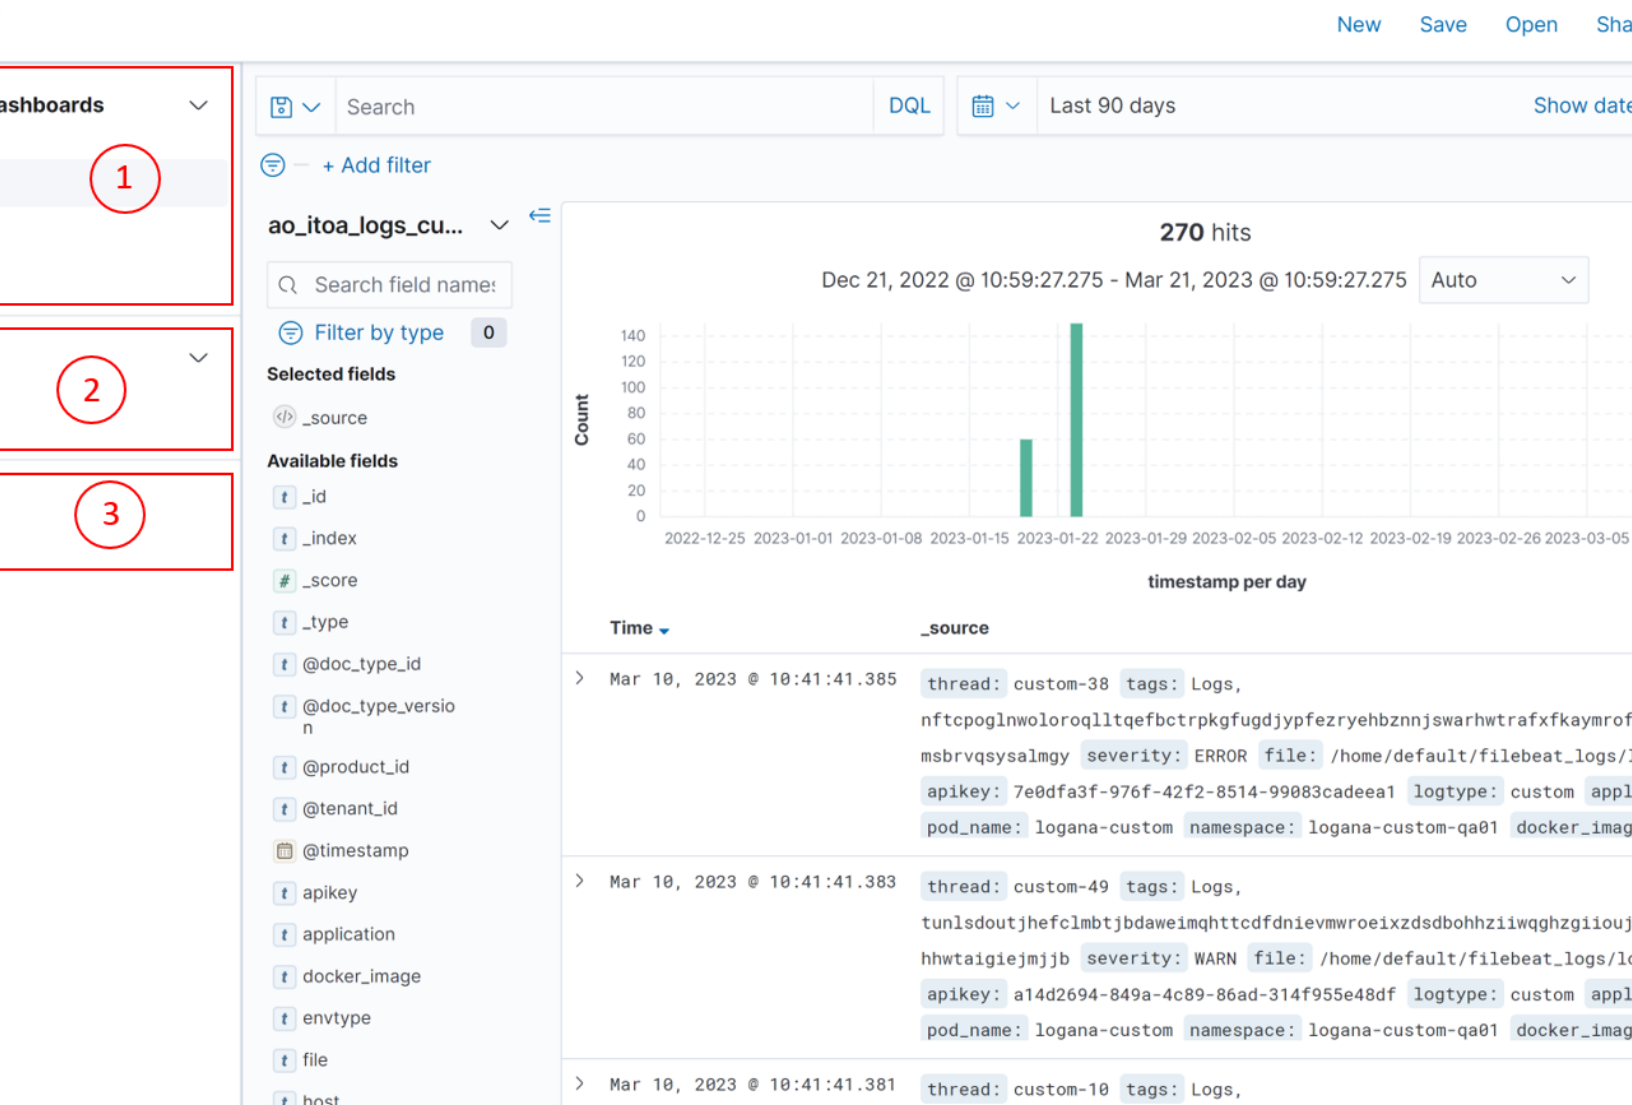 New Save Open
ashboards
1
2
3
Search DQL
Last 90 days Show date
+ Add filter
ao_itoa_logs_cu...
Search field names
Filter by type 0
Selected fields
_source
Available fields
t _id
t _index
# _score
t _type
t @doc_type_id
t @doc_type_versio
n
t @product_id
t @tenant_id
@timestamp
t apikey
t application
t docker_image
t envtype
t file
t host
270 hits
Dec 21, 2022 @ 10:59:27.275 - Mar 21, 2023 @ 10:59:27.275 Auto
Count
140
120
100
80
60
40
20
0
2022-12-25 2023-01-01 2023-01-08 2023-01-15 2023-01-22 2023-01-29 2023-02-05 2023-02-12 2023-02-19 2023-02-26 2023-03-05
timestamp per day
Time _source
Mar 10, 2023 @ 10:41:41.385 thread: custom-38 tags: Logs,
nftcpoglnwoloroqlltqefbctrpkgfugdjypfezryehbznnjswarhwtrafxfkaymrof
msbrvqsysalmgy severity: ERROR file: /home/default/filebeat_logs/l
apikey: 7e0dfa3f-976f-42f2-8514-99083cadeea1 logtype: custom appl
pod_name: logana-custom namespace: logana-custom-qa01 docker_imag
Mar 10, 2023 @ 10:41:41.383 thread: custom-49 tags: Logs,
tunlsdoutjhefclmbtjbdaweimqhttcdfdnievmwroeixzdsdbohhziiwqghzgiiouj
hhwtaigiejmjjb severity: WARN file: /home/default/filebeat_logs/lo
apikey: a14d2694-849a-4c89-86ad-314f955e48df logtype: custom appl
pod_name: logana-custom namespace: logana-custom-qa01 docker_imag
Mar 10, 2023 @ 10:41:41.381 thread: custom-10 tags: Logs,